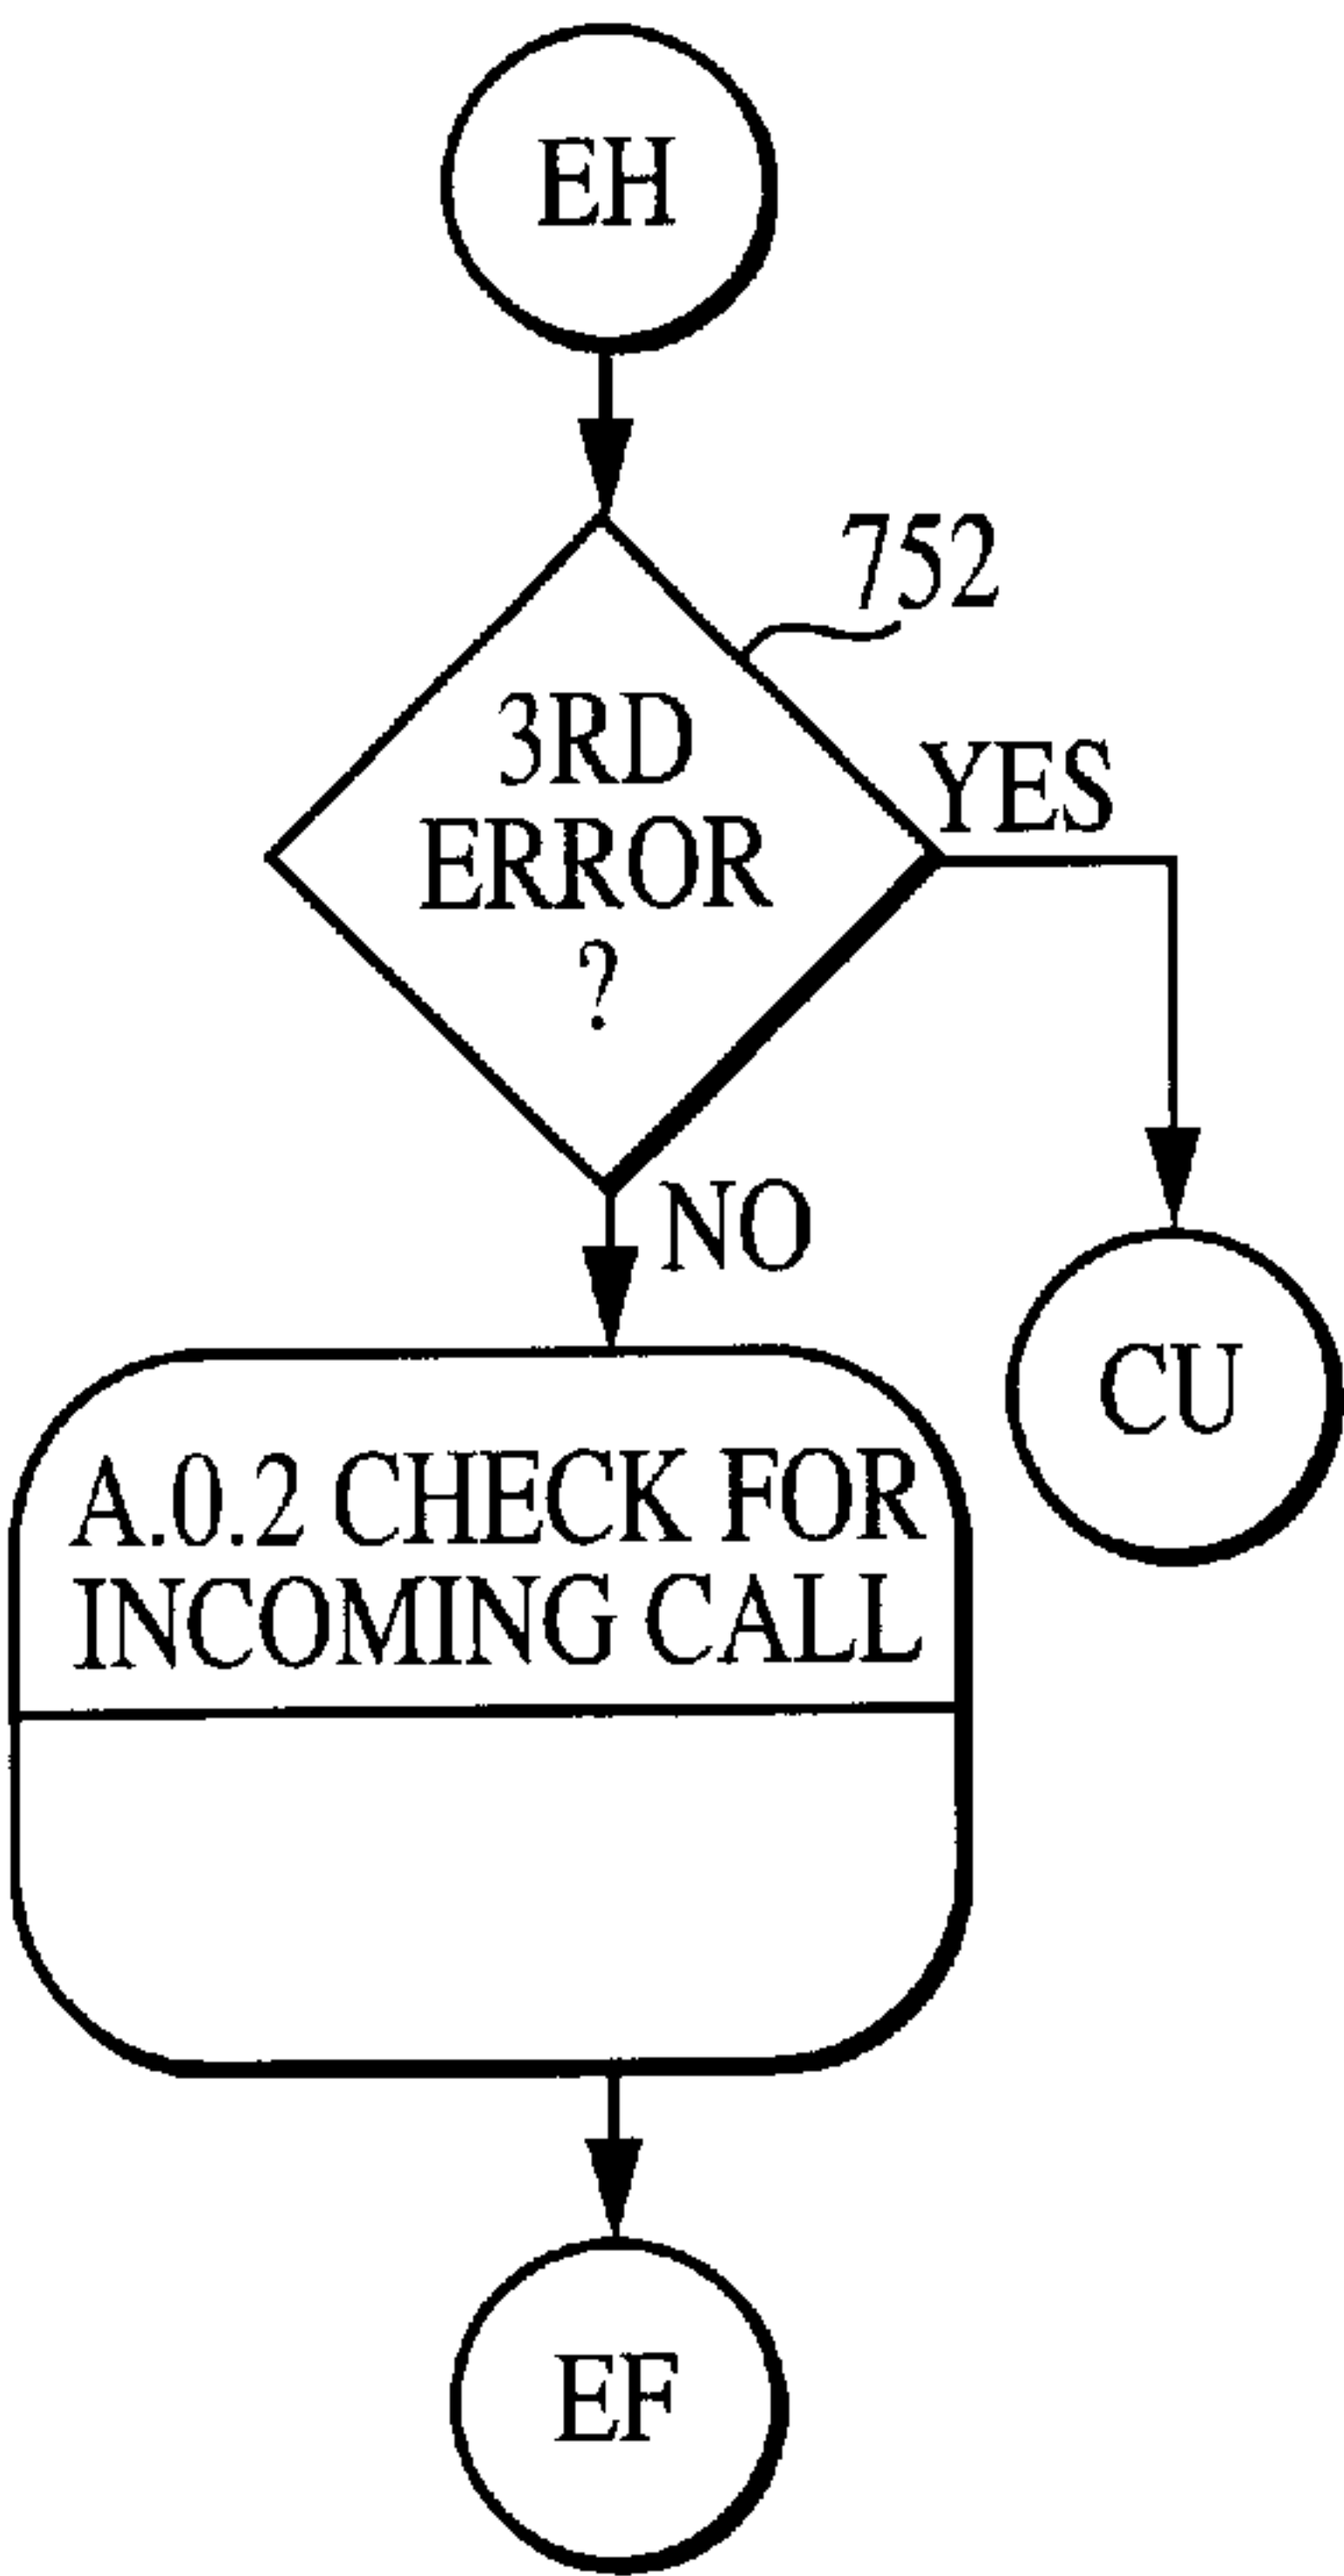 EH
752
3RD
ERROR
?
YES
NO
CU
A.0.2 CHECK FOR
INCOMING CALL
EF